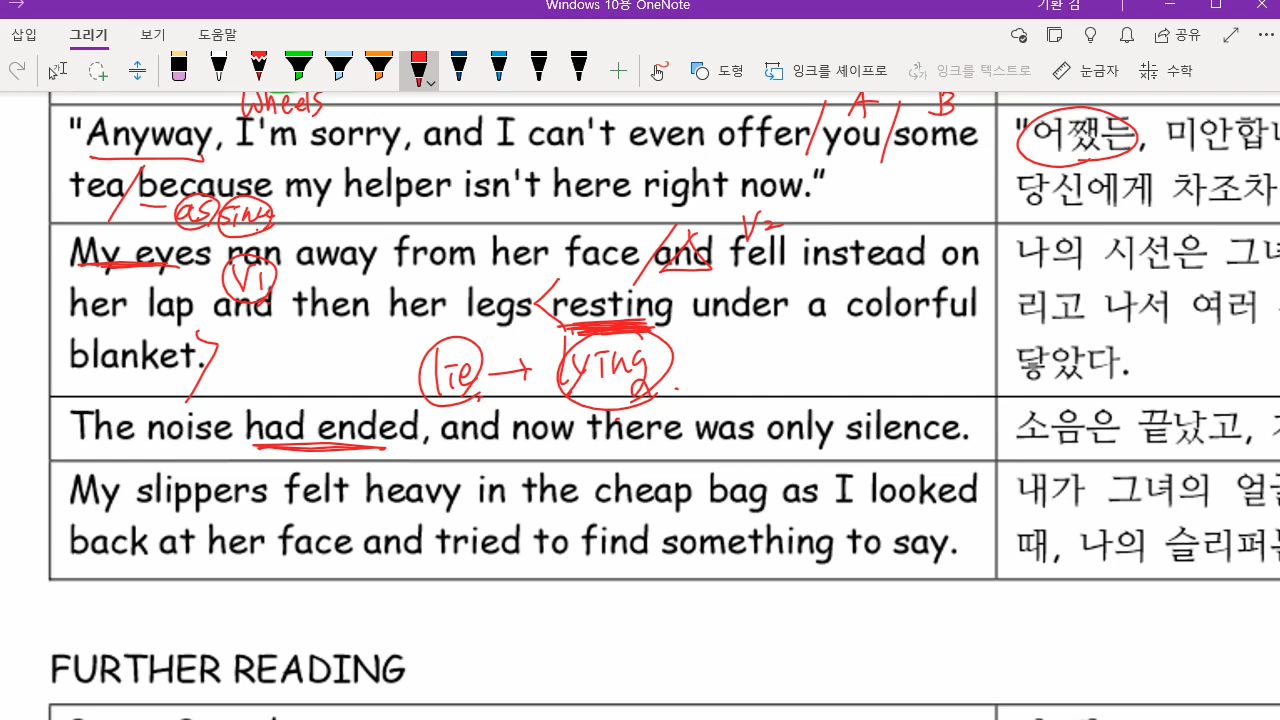 Windows 10용 OneNote
기환 김
삽입 그리기 보기 도움말
공유
도형 잉크를 셰이프로 잉크를 텍스트로 눈금자 수학
wheels
A B
"Anyway, I'm sorry, and I can't even offer you some "어쨌든, 미안합
tea because my helper isn't here right now." 당신에게 차조차
as since
V2
My eyes ran away from her face and fell instead on 나의 시선은 그
V1
her lap and then her legs resting under a colorful 리고 나서 여러
blanket. 닿았다.
lie → lying
The noise had ended, and now there was only silence. 소음은 끝났고,
My slippers felt heavy in the cheap bag as I looked 내가 그녀의
back at her face and tried to find something to say. 때, 나의 슬리퍼
FURTHER READING